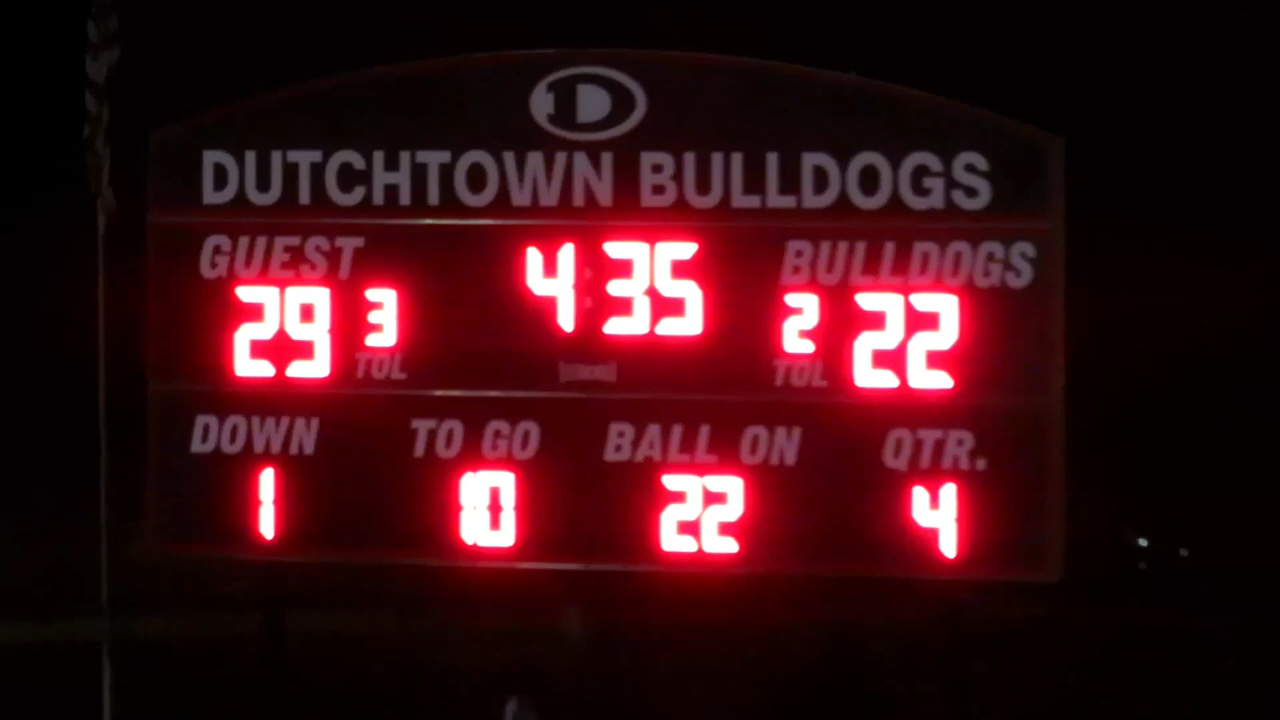 D
DUTCHTOWN BULLDOGS
GUEST 4:35 BULLDOGS
29 3 2 22
TOL TOL
DOWN TO GO BALL ON QTR.
1 10 22 4